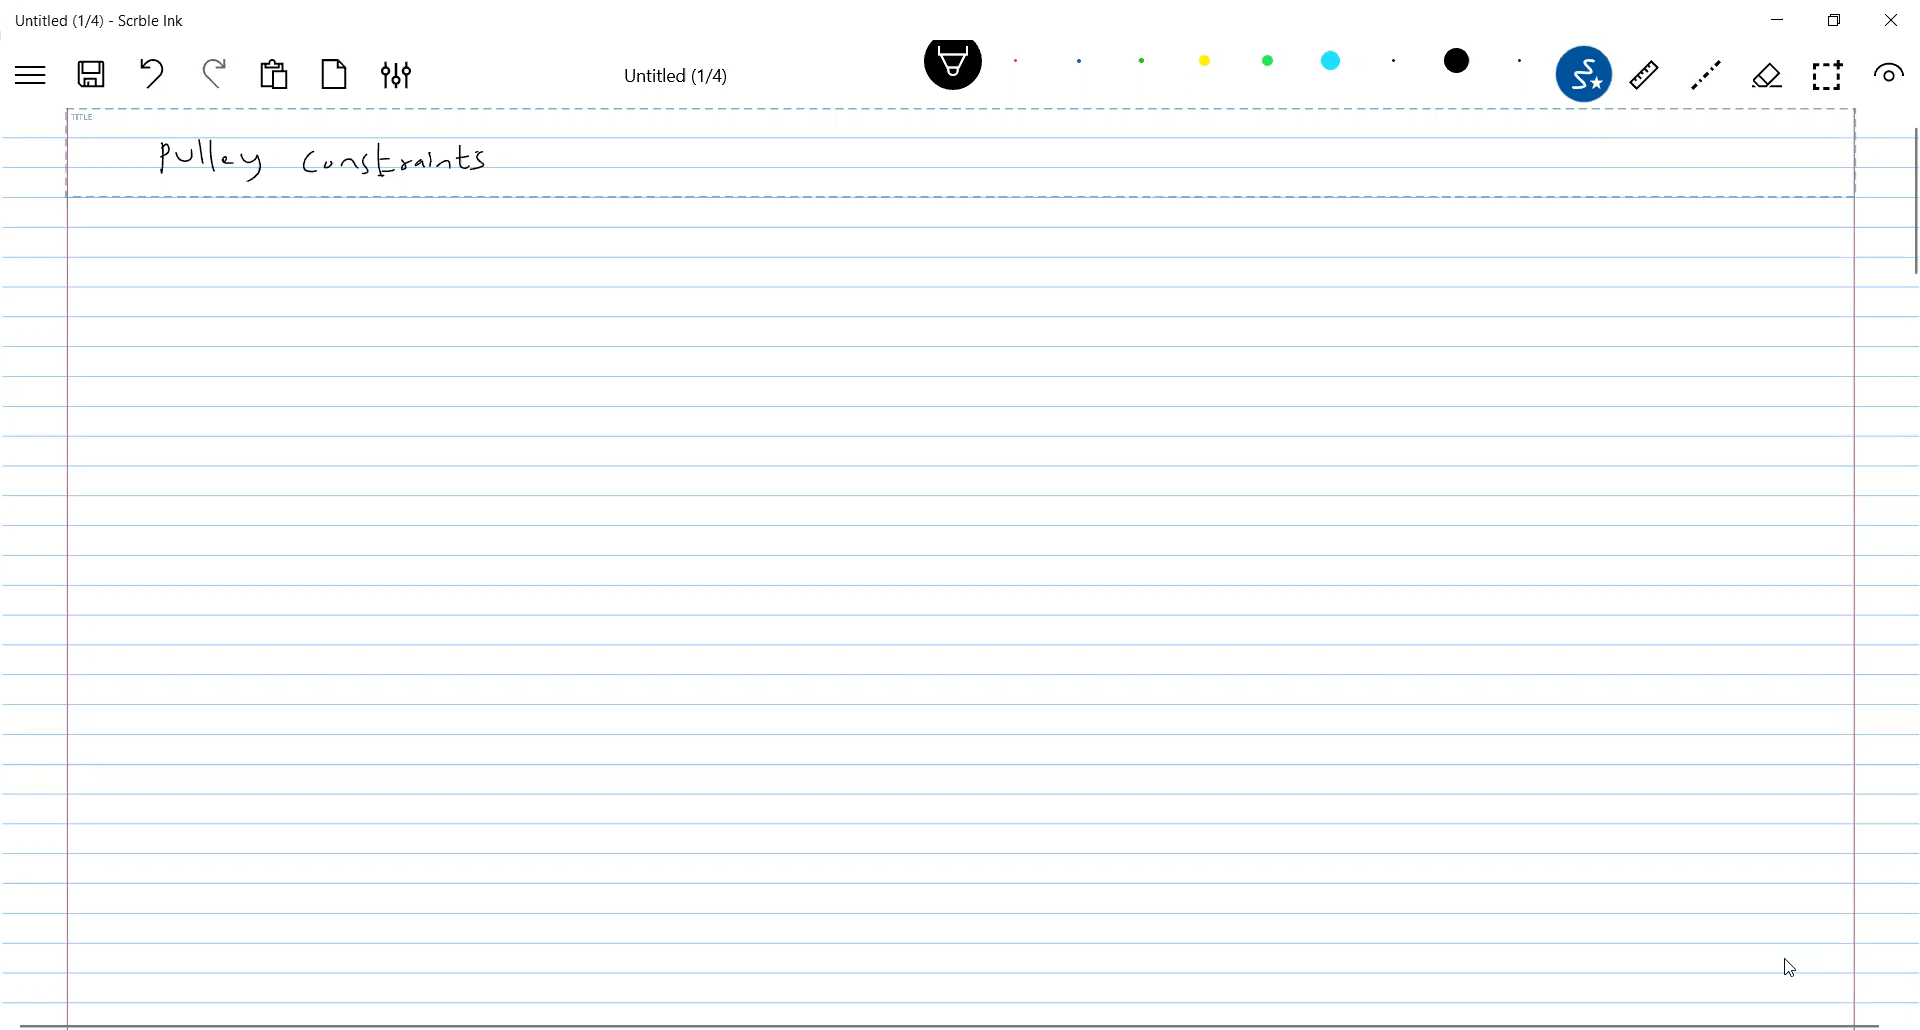 Untitled (1/4) - Scrble Ink
Untitled (1/4)
TITLE
Pulley constraints